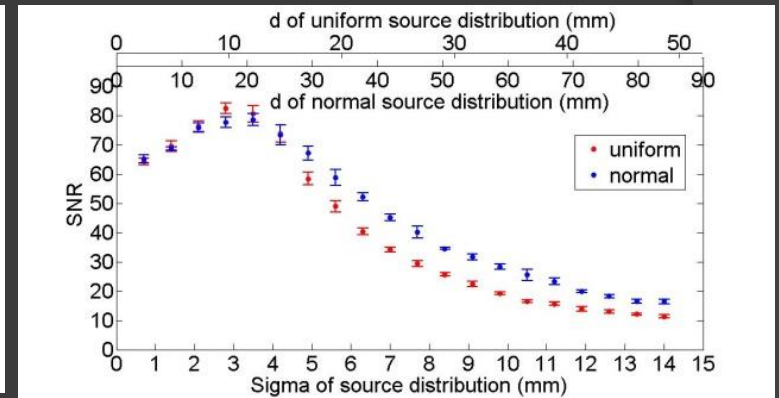 d of uniform source distribution (mm)
0 10 20 30 40 50
0 10 20 30 40 50 60 70 80 90
d of normal source distribution (mm)
90
80
70
60
50
40
30
20
10
0
SNR
uniform
normal
0 1 2 3 4 5 6 7 8 9 10 11 12 13 14 15
Sigma of source distribution (mm)